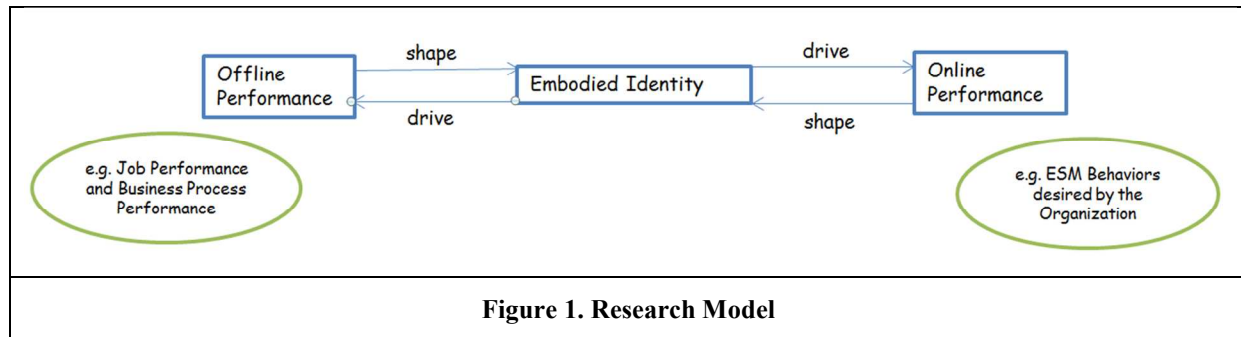 shape
drive
Offline
Performance
Embodied Identity
Online
Performance
drive
shape
e.g. Job Performance
and Business Process
Performance
e.g. ESM Behaviors
desired by the
Organization
Figure 1. Research Model